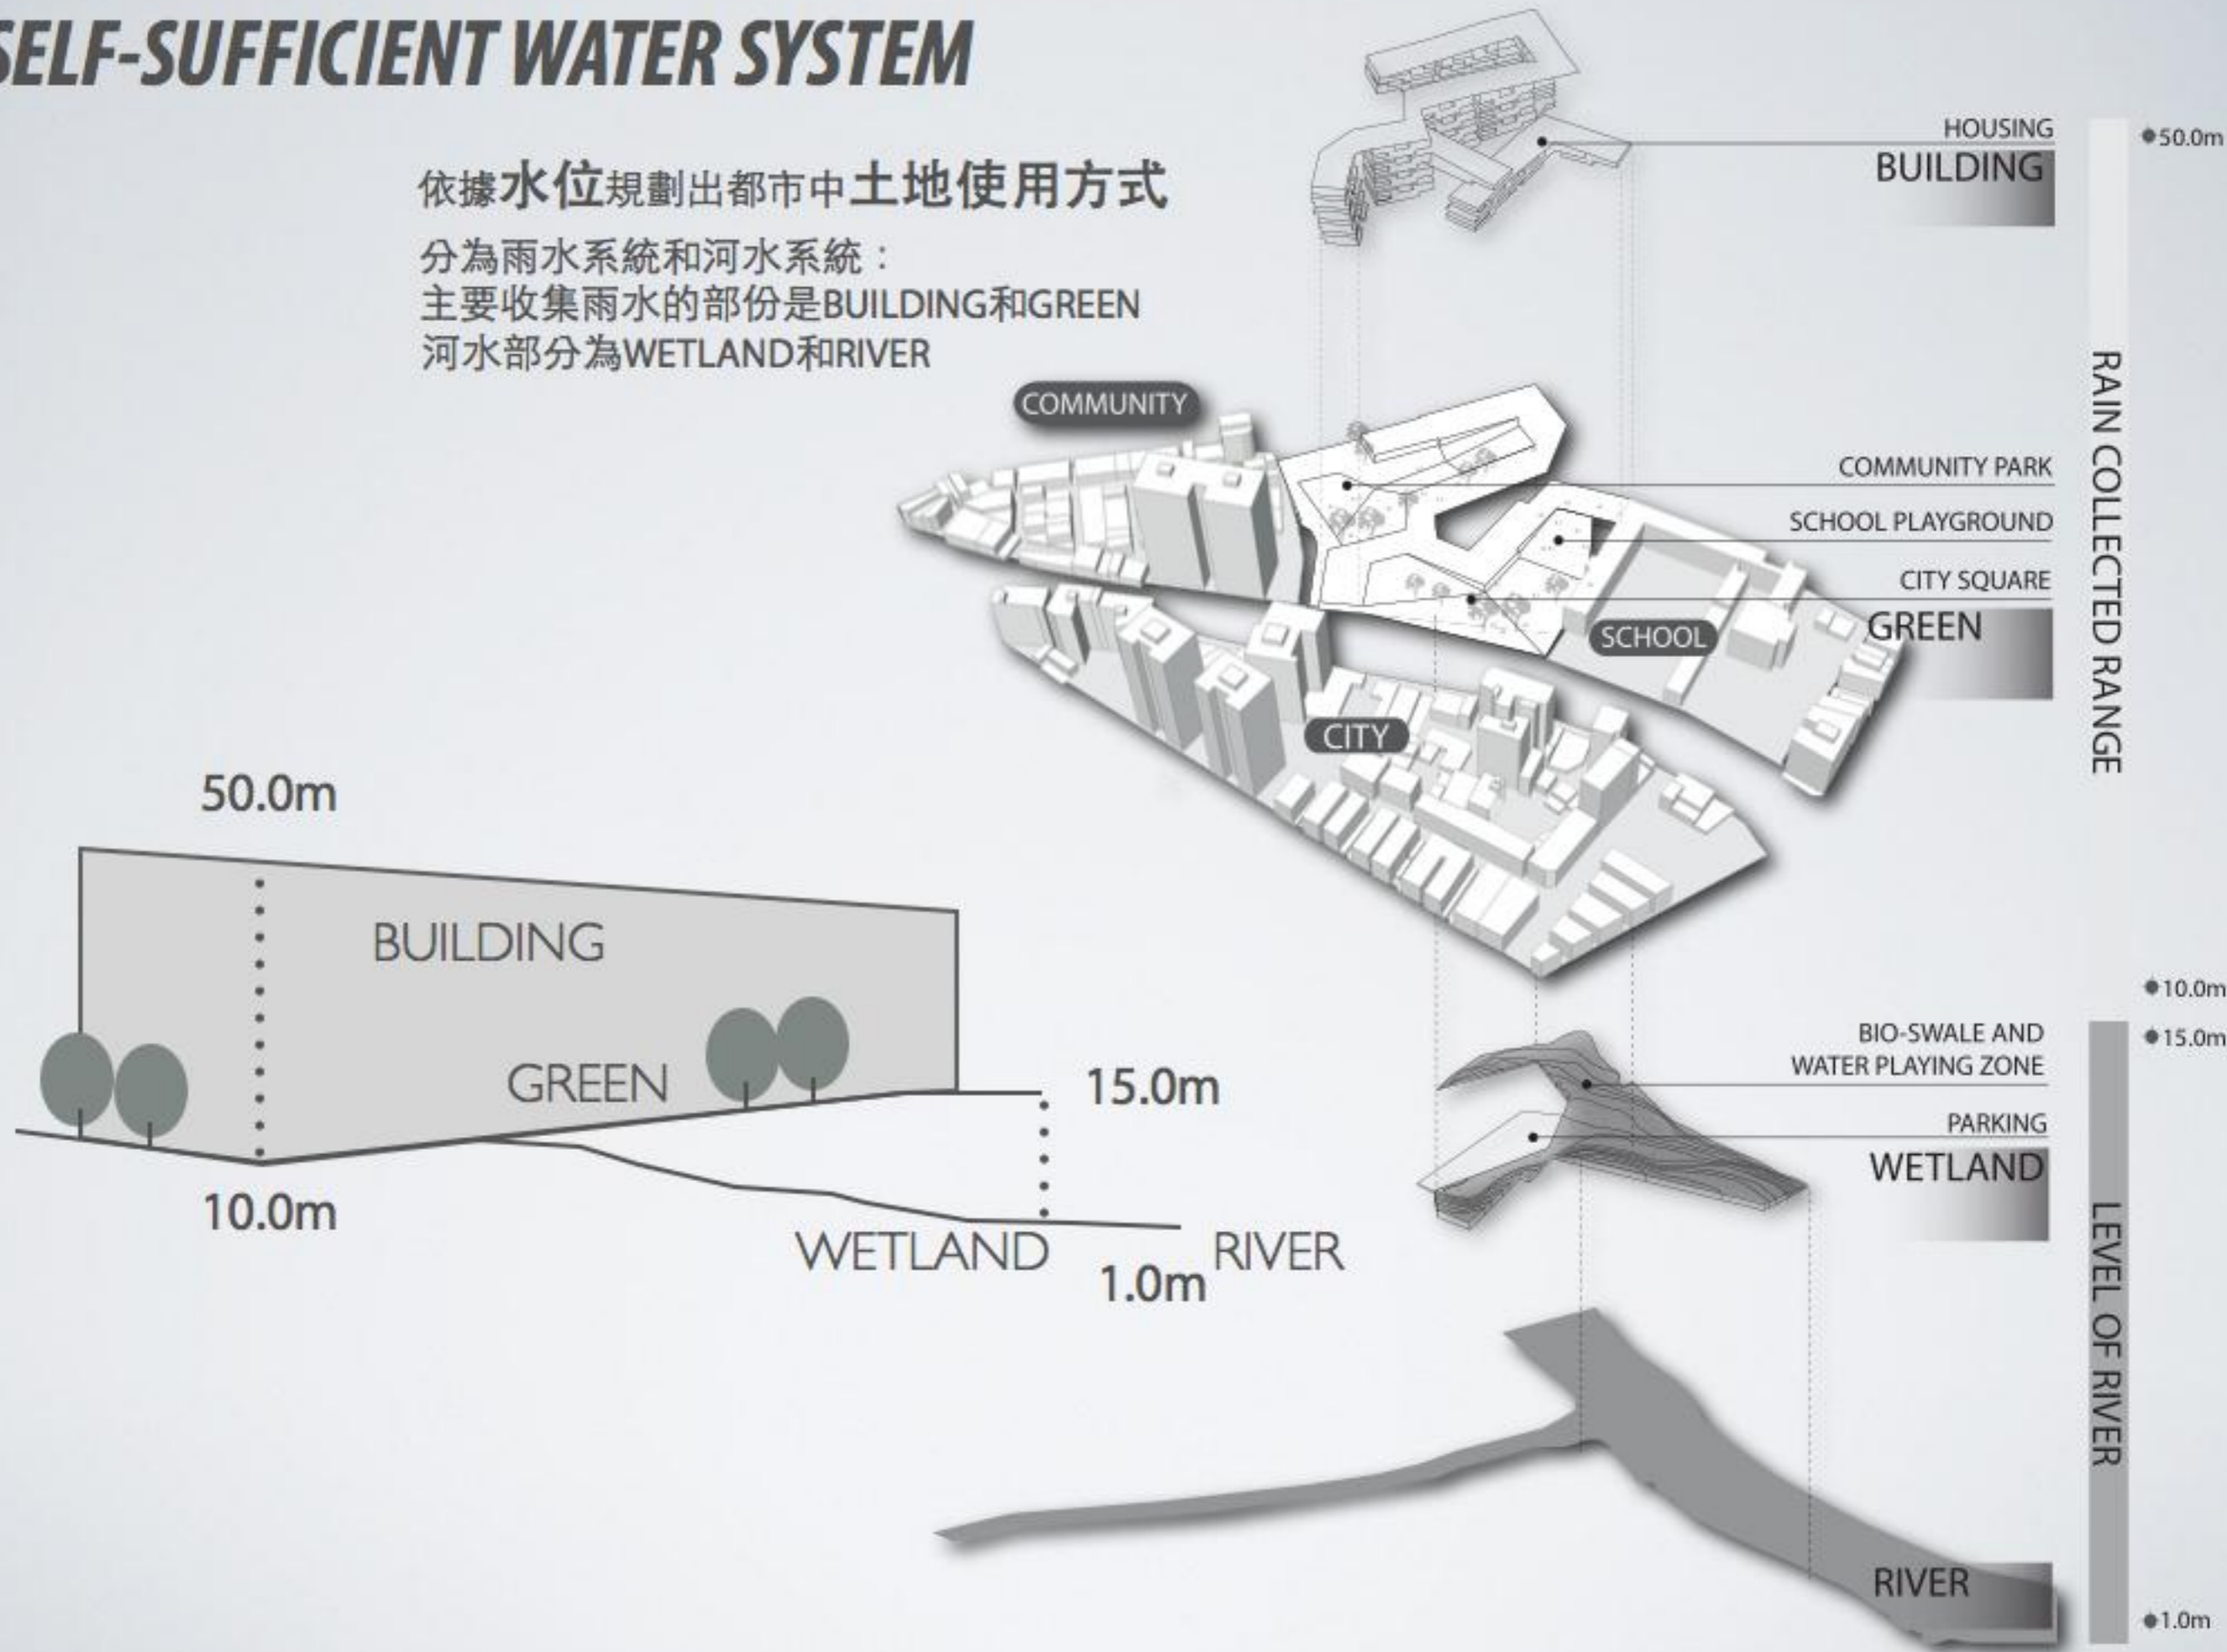 SELF-SUFFICIENT WATER SYSTEM
依據水位規劃出都市中土地使用方式
分為雨水系統和河水系統：
主要收集雨水的部份是BUILDING和GREEN
河水部分為WETLAND和RIVER
HOUSING
BUILDING
50.0m
COMMUNITY
COMMUNITY PARK
SCHOOL PLAYGROUND
CITY SQUARE
GREEN
SCHOOL
CITY
RAIN COLLECTED RANGE
10.0m
15.0m
BIO-SWALE AND
WATER PLAYING ZONE
PARKING
WETLAND
LEVEL OF RIVER
RIVER
1.0m
50.0m
BUILDING
GREEN
15.0m
10.0m
WETLAND
1.0m
RIVER